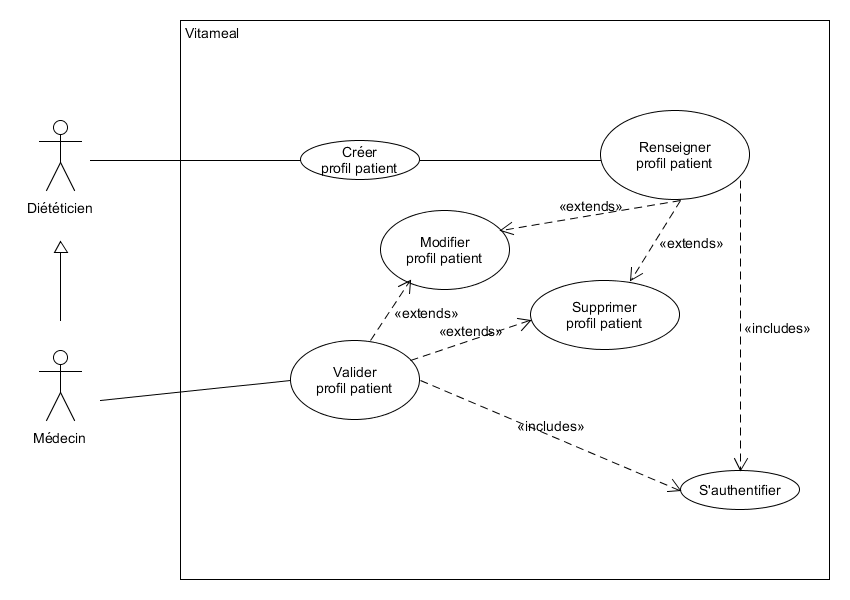 Vitameal
Créer
profil patient
Renseigner
profil patient
Diététicien
«extends»
Modifier
profil patient
«extends»
Supprimer
profil patient
«extends»
«extends»
«includes»
Valider
profil patient
Médecin
«includes»
S'authentifier